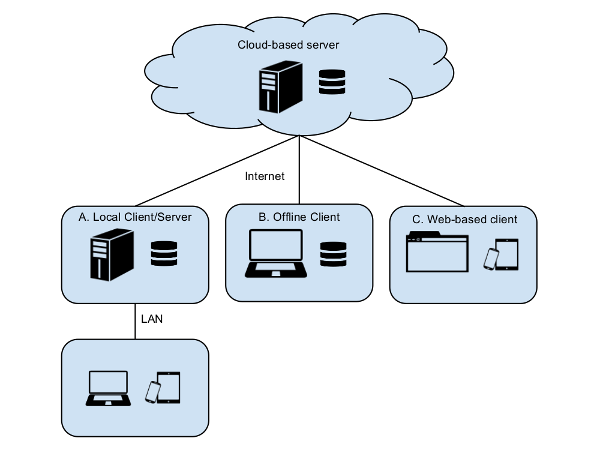 Cloud-based server
Internet
A. Local Client/Server
B. Offline Client
C. Web-based client
LAN